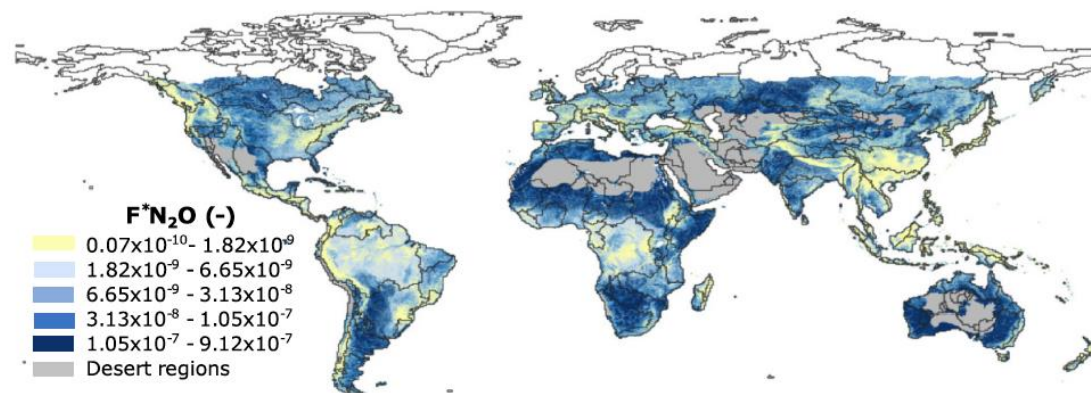 F*N₂O (-)
0.07x10⁻¹⁰ - 1.82x10⁻⁹
1.82x10⁻⁹ - 6.65x10⁻⁹
6.65x10⁻⁹ - 3.13x10⁻⁸
3.13x10⁻⁸ - 1.05x10⁻⁷
1.05x10⁻⁷ - 9.12x10⁻⁷
Desert regions